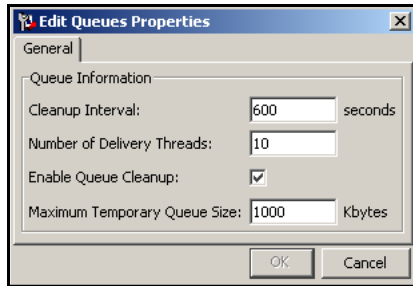 Edit Queues Properties
General
Queue Information
Cleanup Interval: 600 seconds
Number of Delivery Threads: 10
Enable Queue Cleanup:
Maximum Temporary Queue Size: 1000 Kbytes
OK Cancel